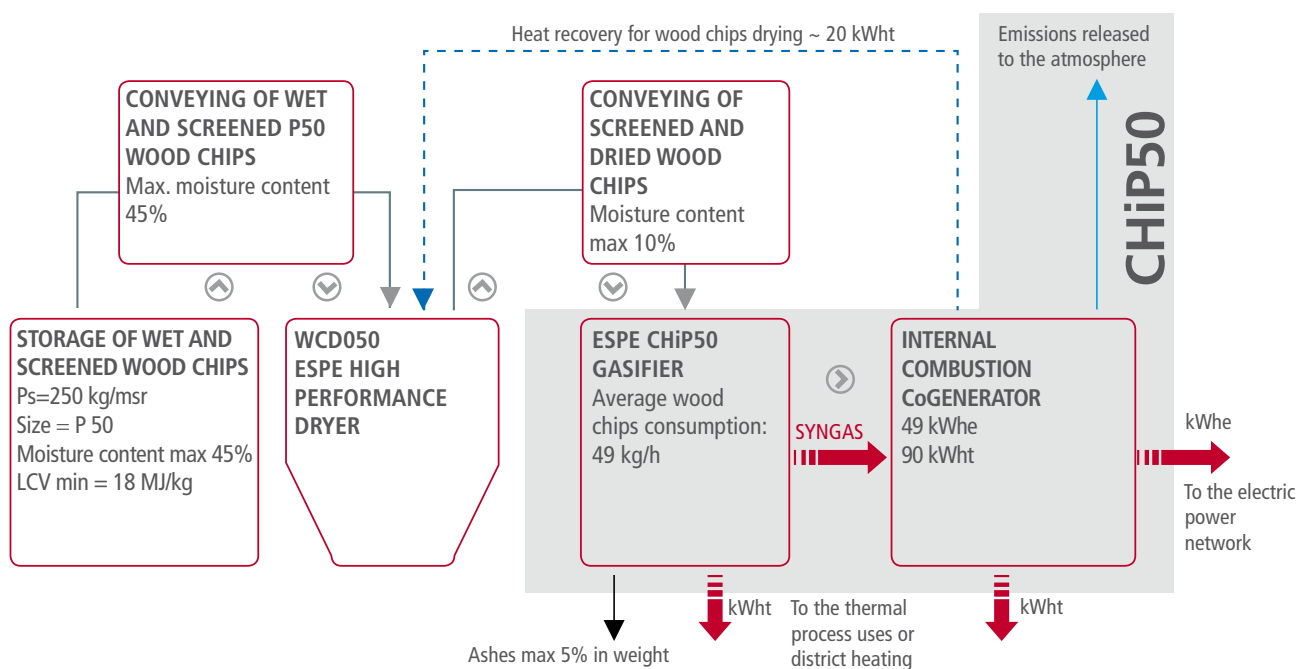 Heat recovery for wood chips drying ~ 20 kWht
Emissions released
to the atmosphere
CHiP50
CONVEYING OF WET
AND SCREENED P50
WOOD CHIPS
Max. moisture content
45%
CONVEYING OF
SCREENED AND
DRIED WOOD
CHIPS
Moisture content
max 10%
STORAGE OF WET AND
SCREENED WOOD CHIPS
Ps=250 kg/msr
Size = P 50
Moisture content max 45%
LCV min = 18 MJ/kg
WCD050
ESPE HIGH
PERFORMANCE
DRYER
ESPE CHiP50
GASIFIER
Average wood
chips consumption:
49 kg/h
SYNGAS
INTERNAL
COMBUSTION
CoGENERATOR
49 kWhe
90 kWht
kWhe
To the electric
power
network
kWht
To the thermal
process uses or
district heating
kWht
Ashes max 5% in weight